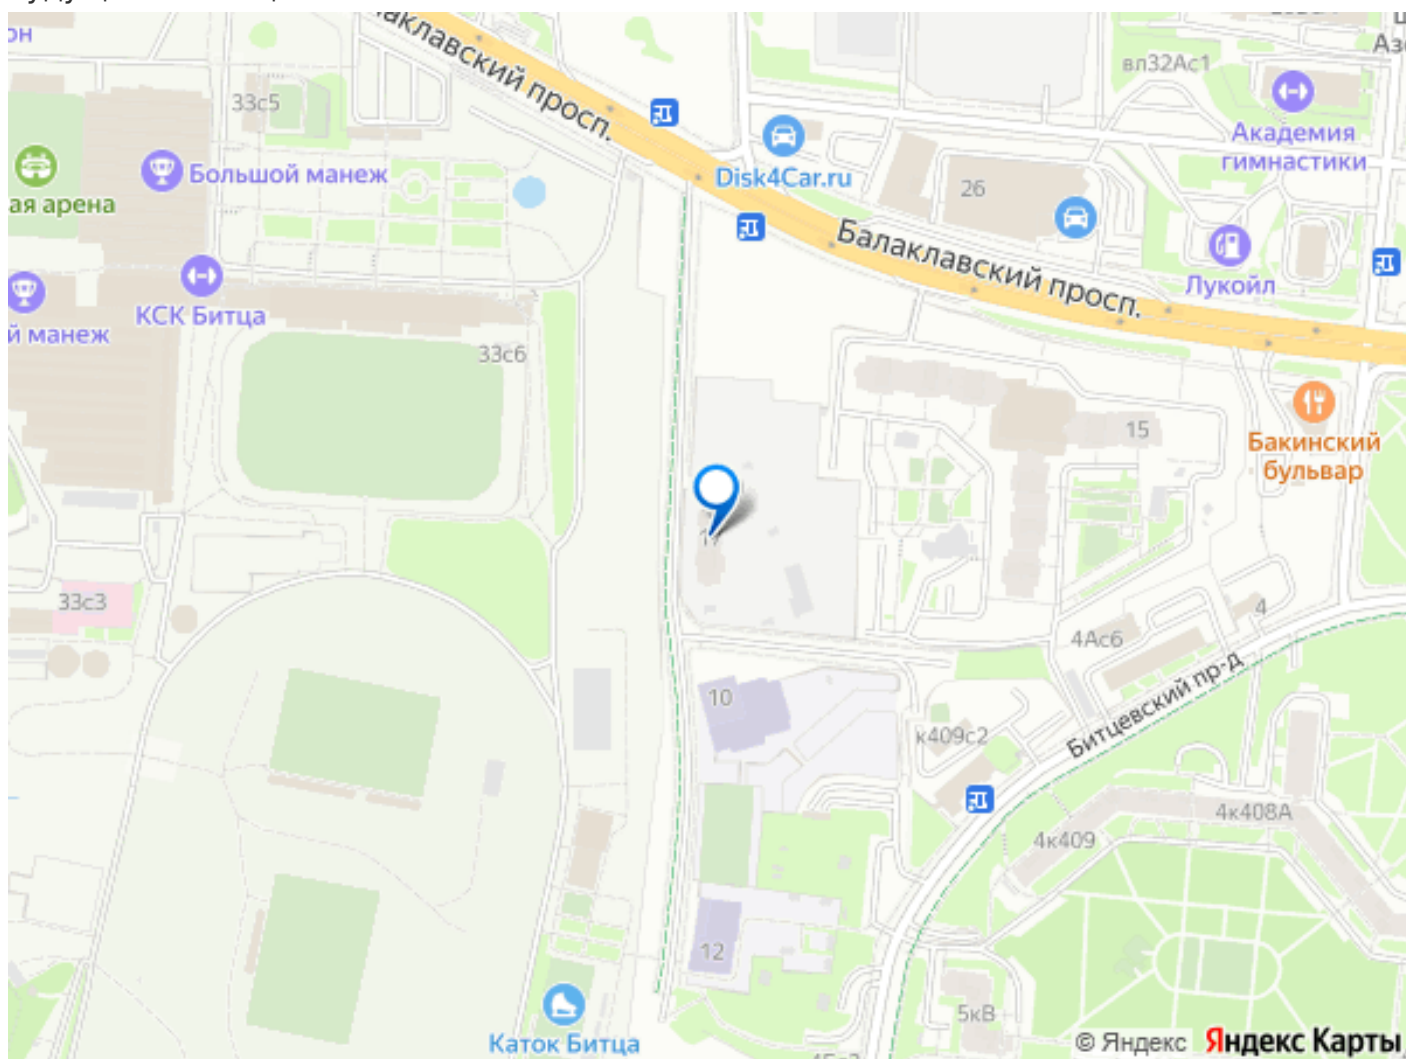 он
Балаклавский просп.
33с5
Большой манеж
ая арена
КСК Битца
й манеж
33с6
Disk4Car.ru
26
вл32Ас1
Аз
Академия
гимнастики
Лукойл
Балаклавский просп.
15
Бакинский
бульвар
17
33с3
4
4Ас6
Битцевский пр-д
10
к409с2
4к409
4к408А
12
5кВ
Каток Битца
© Яндекс Яндекс Карты